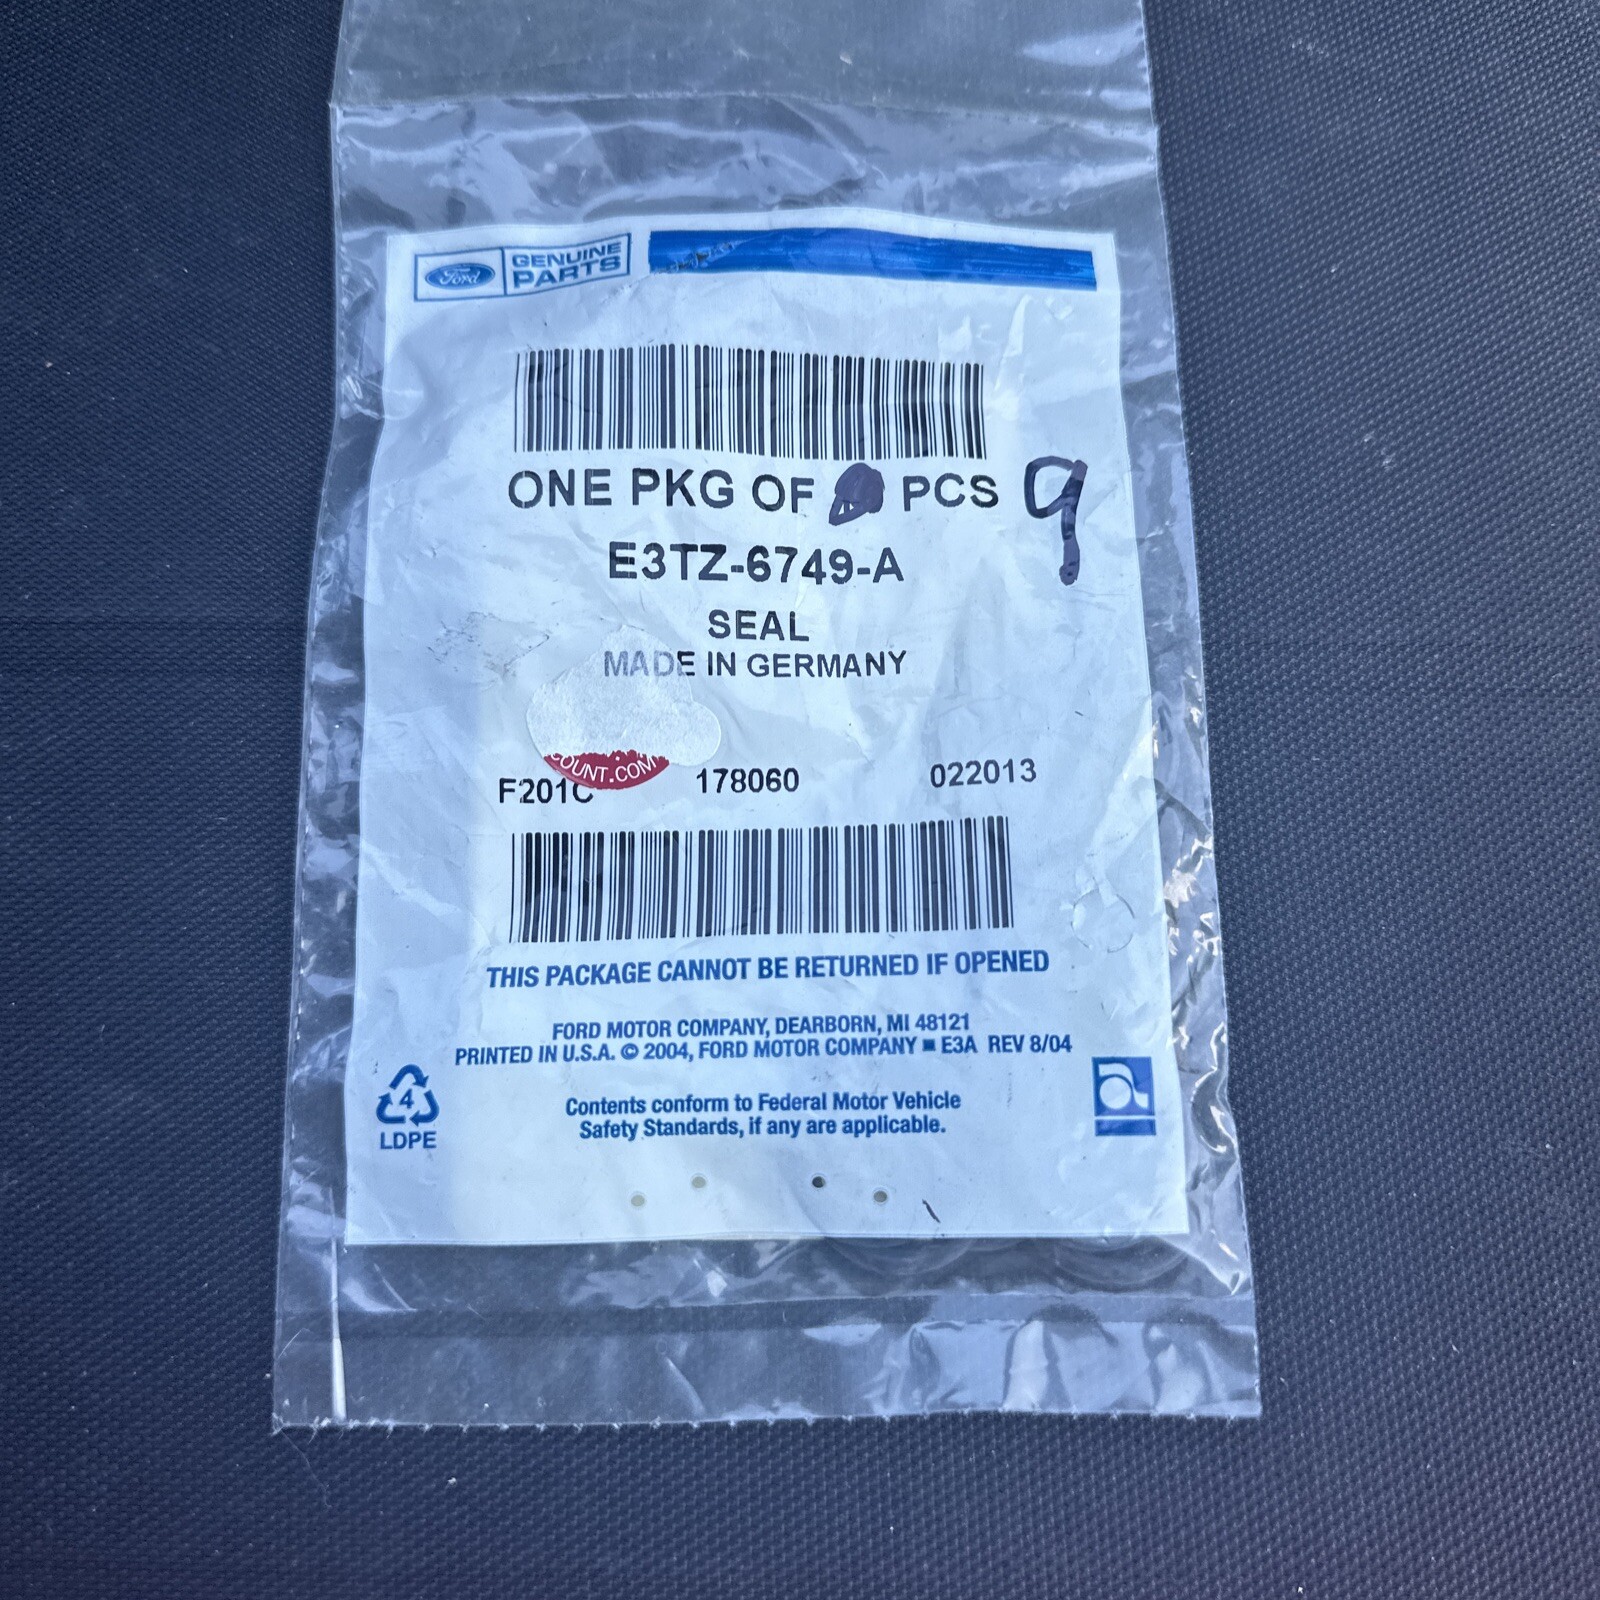 Ford GENUINE PARTS
ONE PKG OF PCS 9
E3TZ-6749-A
SEAL
MADE IN GERMANY
OUNT.COM
F201C 178060 022013
THIS PACKAGE CANNOT BE RETURNED IF OPENED
FORD MOTOR COMPANY, DEARBORN, MI 48121
PRINTED IN U.S.A. © 2004, FORD MOTOR COMPANY ■ E3A REV 8/04
4
LDPE
Contents conform to Federal Motor Vehicle
Safety Standards, if any are applicable.